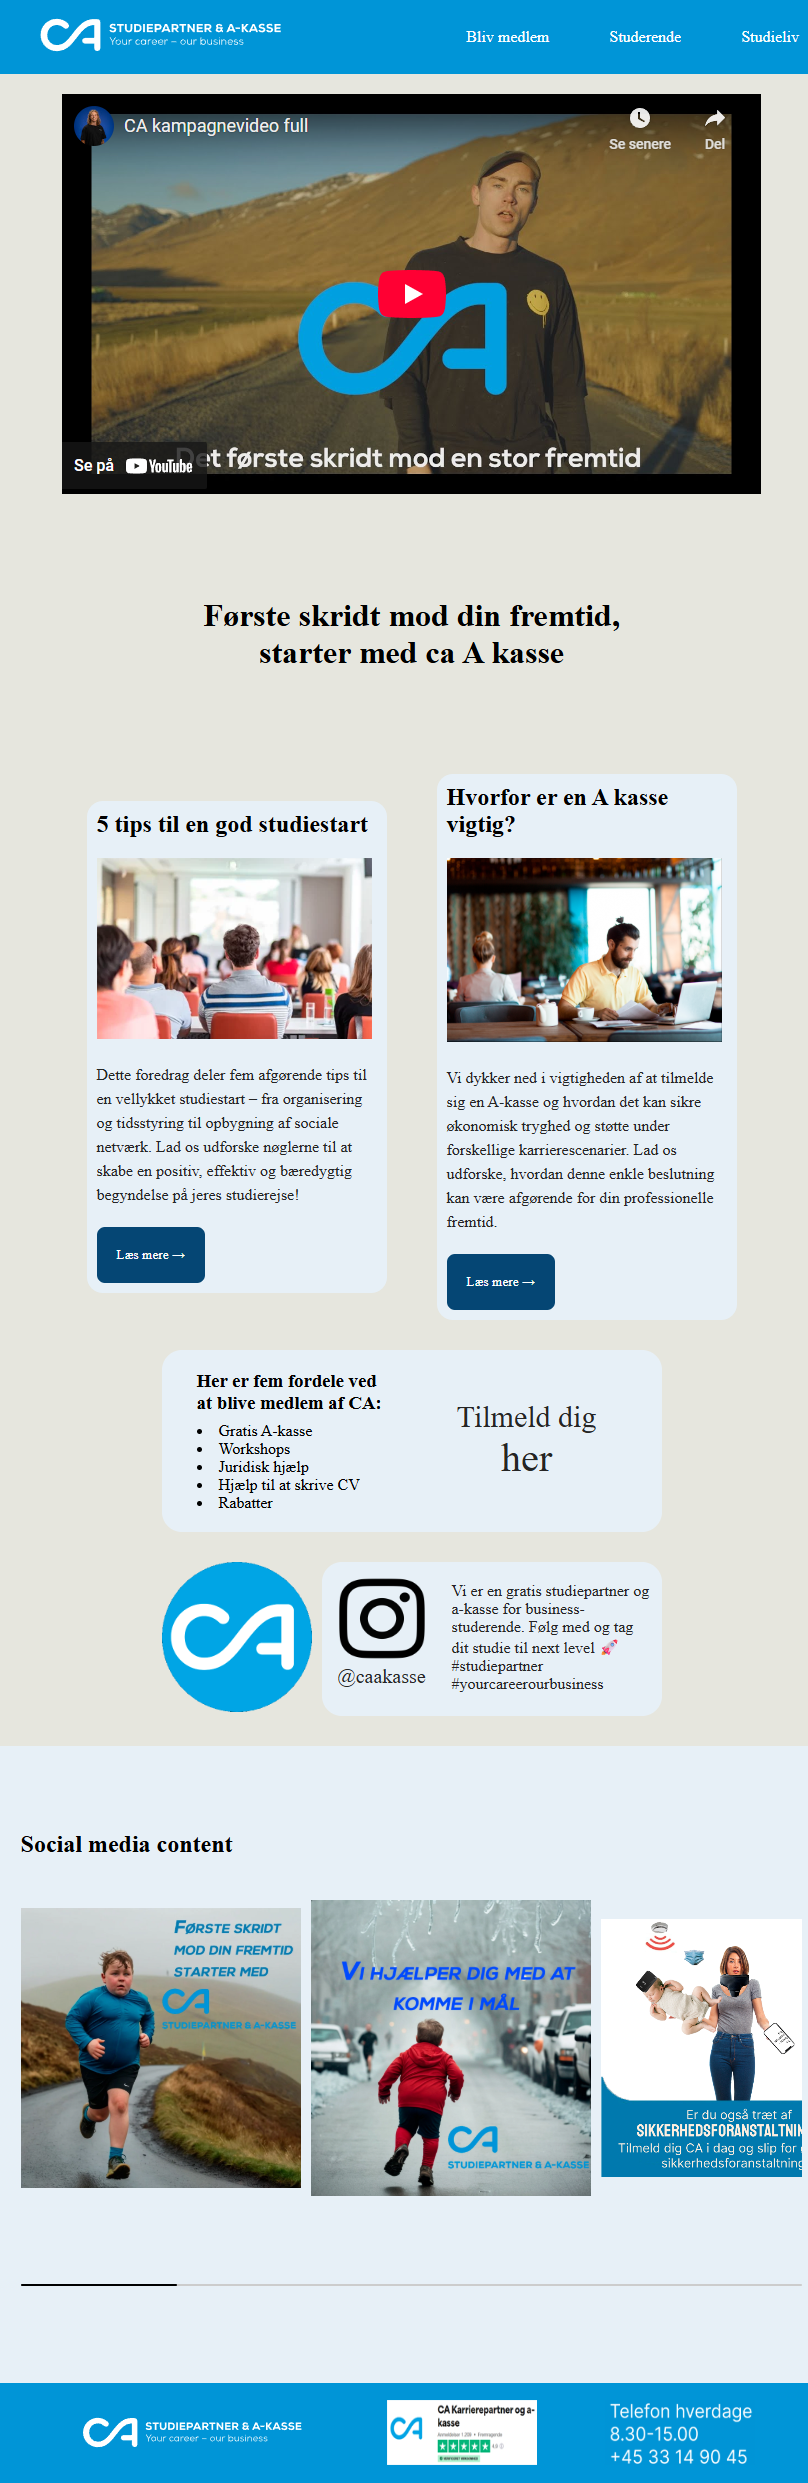 STUDIEPARTNER & A-KASSE
Your career – our business
Bliv medlem
Studerende
Studieliv
CA kampagnevideo full
Se senere
Del
CA
Det første skridt mod en stor fremtid
Se på YouTube
Første skridt mod din fremtid,
starter med ca A kasse
5 tips til en god studiestart
Dette foredrag deler fem afgørende tips til
en vellykket studiestart – fra organisering
og tidsstyring til opbygning af sociale
netværk. Lad os udforske nøglerne til at
skabe en positiv, effektiv og bæredygtig
begyndelse på jeres studierejse!
Læs mere →
Hvorfor er en A kasse
vigtig?
Vi dykker ned i vigtigheden af at tilmelde
sig en A-kasse og hvordan det kan sikre
økonomisk tryghed og støtte under
forskellige karrierescenarier. Lad os
udforske, hvordan denne enkle beslutning
kan være afgørende for din professionelle
fremtid.
Læs mere →
Her er fem fordele ved
at blive medlem af CA:
• Gratis A-kasse
• Workshops
• Juridisk hjælp
• Hjælp til at skrive CV
• Rabatter
Tilmeld dig
her
CA
@caakasse
Vi er en gratis studiepartner og
a-kasse for business-
studerende. Følg med og tag
dit studie til next level 🚀
#studiepartner
#yourcareerourbusiness
Social media content
FØRSTE SKRIDT
MOD DIN FREMTID
STARTER MED
CA
STUDIEPARTNER & A-KASSE
VI HJÆLPER DIG MED AT
KOMME I MÅL
CA
STUDIEPARTNER & A-KASSE
Er du også træt af
SIKKERHEDSFORANSTALTNIN
Tilmeld dig CA i dag og slip for
sikkerhedsforanstaltning
CA STUDIEPARTNER & A-KASSE
Your career – our business
CA Karrierepartner og a-
kasse
CA
Telefon hverdage
8.30-15.00
+45 33 14 90 45